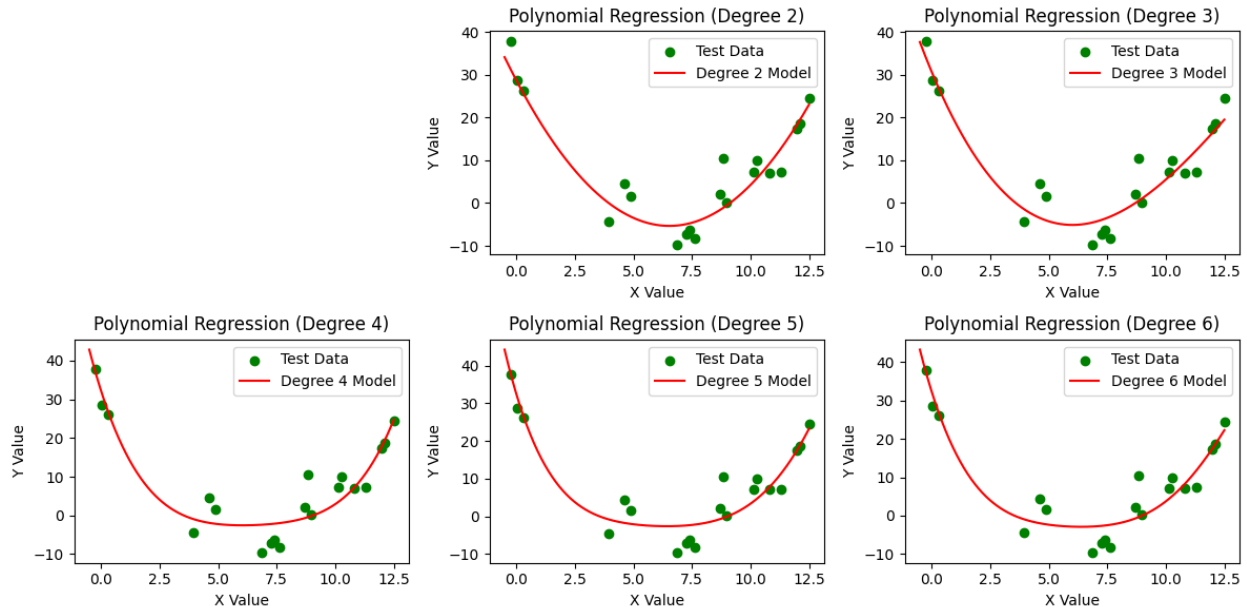 Polynomial Regression (Degree 2)
Test Data
Degree 2 Model
Y Value
40
30
20
10
0
−10
0.0 2.5 5.0 7.5 10.0 12.5
X Value
Polynomial Regression (Degree 3)
Test Data
Degree 3 Model
Y Value
40
30
20
10
0
−10
0.0 2.5 5.0 7.5 10.0 12.5
X Value
Polynomial Regression (Degree 4)
Test Data
Degree 4 Model
Y Value
40
30
20
10
0
−10
0.0 2.5 5.0 7.5 10.0 12.5
X Value
Polynomial Regression (Degree 5)
Test Data
Degree 5 Model
Y Value
40
30
20
10
0
−10
0.0 2.5 5.0 7.5 10.0 12.5
X Value
Polynomial Regression (Degree 6)
Test Data
Degree 6 Model
Y Value
40
30
20
10
0
−10
0.0 2.5 5.0 7.5 10.0 12.5
X Value